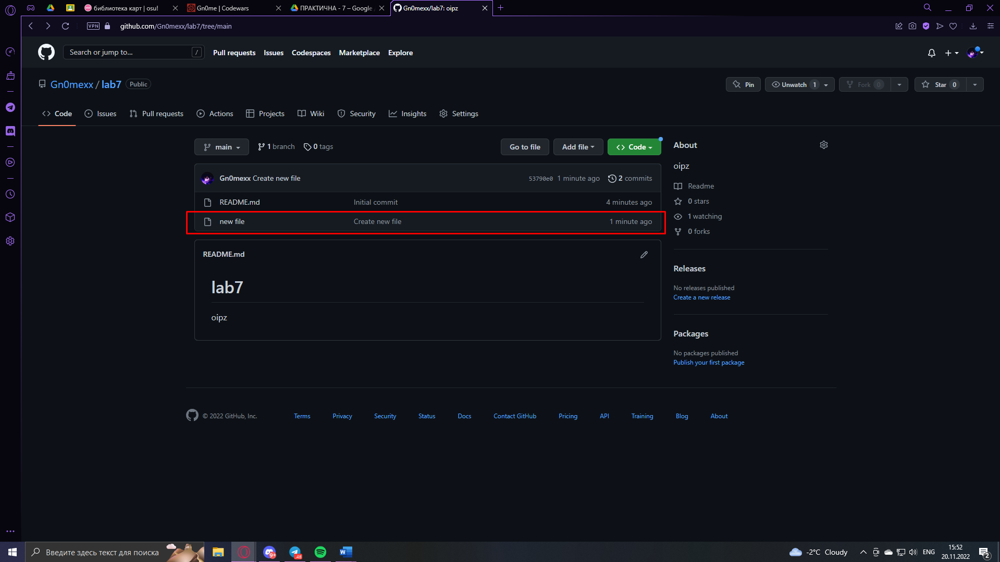 библиотека карт | osu!
Gn0me | Codewars
ПРАКТИЧНА - 7 – Google
Gn0mexx/lab7: oipz
VPN
github.com/Gn0mexx/lab7/tree/main
Search or jump to... /
Pull requests Issues Codespaces Marketplace Explore
Gn0mexx / lab7 Public
Pin Unwatch 1 Fork 0 Star 0
Code Issues Pull requests Actions Projects Wiki Security Insights Settings
main 1 branch 0 tags Go to file Add file Code
Gn0mexx Create new file 53790e0 1 minute ago 2 commits
README.md Initial commit 4 minutes ago
new file Create new file 1 minute ago
README.md
lab7
oipz
About
oipz
Readme
0 stars
1 watching
0 forks
Releases
No releases published
Create a new release
Packages
No packages published
Publish your first package
© 2022 GitHub, Inc. Terms Privacy Security Status Docs Contact GitHub Pricing API Training Blog About
Введите здесь текст для поиска
9+
48
-2°C Cloudy
ENG
15:52
20.11.2022
2